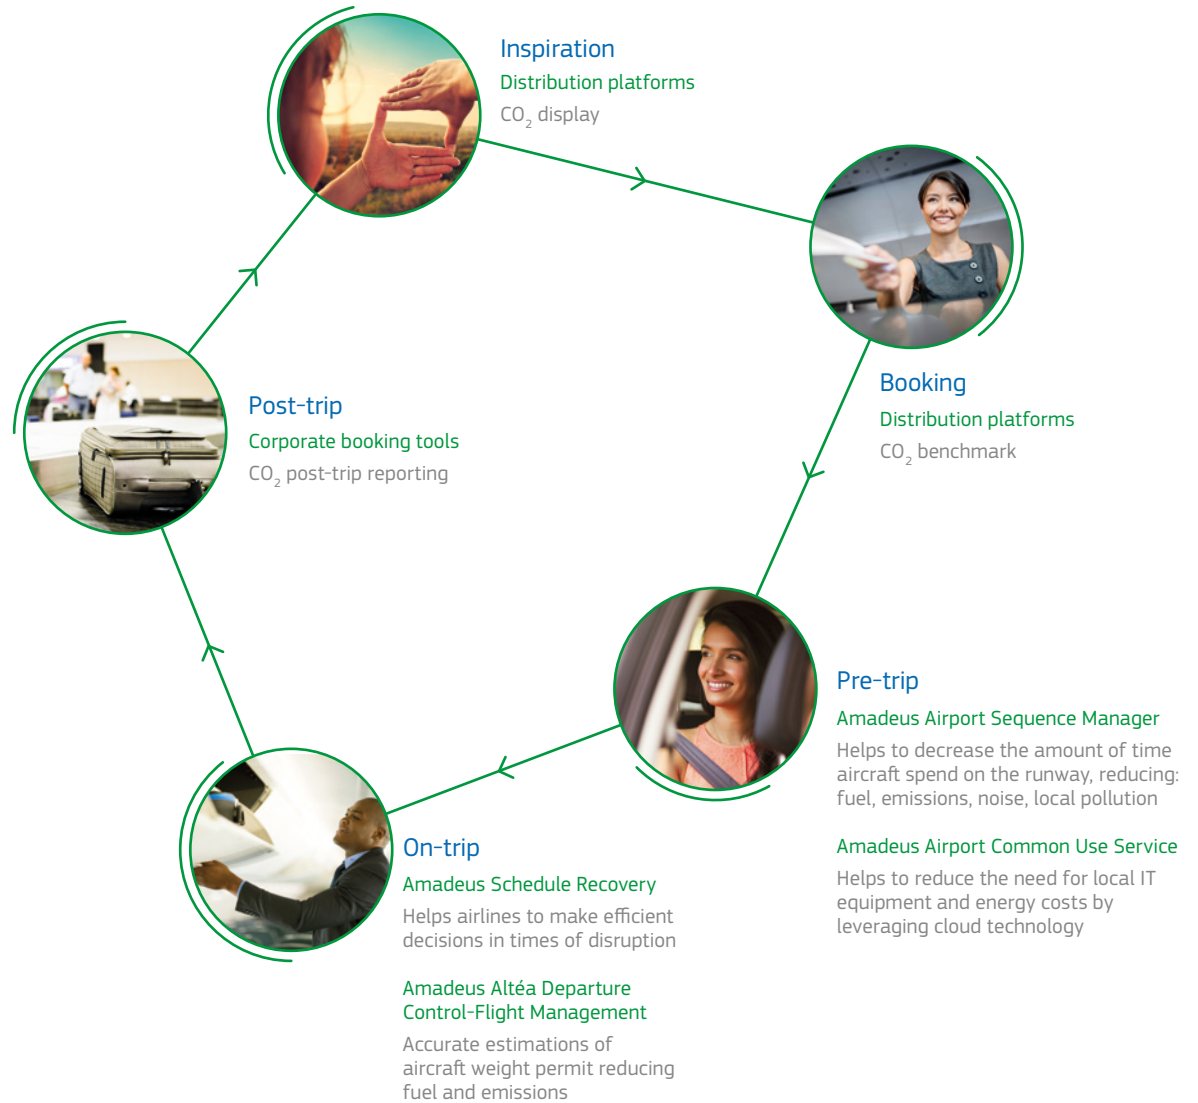 Inspiration
Distribution platforms
CO₂ display
Booking
Distribution platforms
CO₂ benchmark
Post-trip
Corporate booking tools
CO₂ post-trip reporting
Pre-trip
Amadeus Airport Sequence Manager
Helps to decrease the amount of time
aircraft spend on the runway, reducing:
fuel, emissions, noise, local pollution
Amadeus Airport Common Use Service
Helps to reduce the need for local IT
equipment and energy costs by
leveraging cloud technology
On-trip
Amadeus Schedule Recovery
Helps airlines to make efficient
decisions in times of disruption
Amadeus Altéa Departure
Control-Flight Management
Accurate estimations of
aircraft weight permit reducing
fuel and emissions